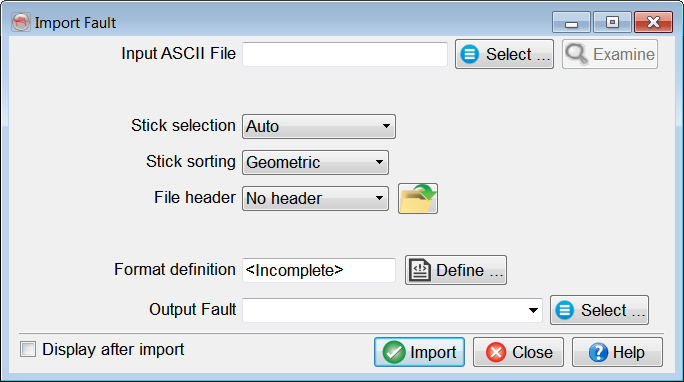 Import Fault
Input ASCII File Select ... Examine
Stick selection Auto
Stick sorting Geometric
File header No header
Format definition <Incomplete> Define ...
Output Fault Select ...
Display after import Import Close Help